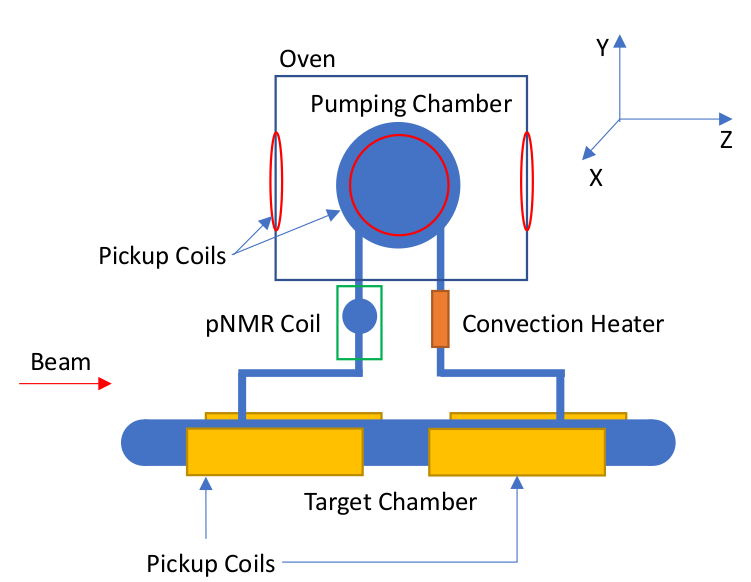 Oven
Y
Pumping Chamber
Z
X
Pickup Coils
pNMR Coil
Convection Heater
Beam
Target Chamber
Pickup Coils